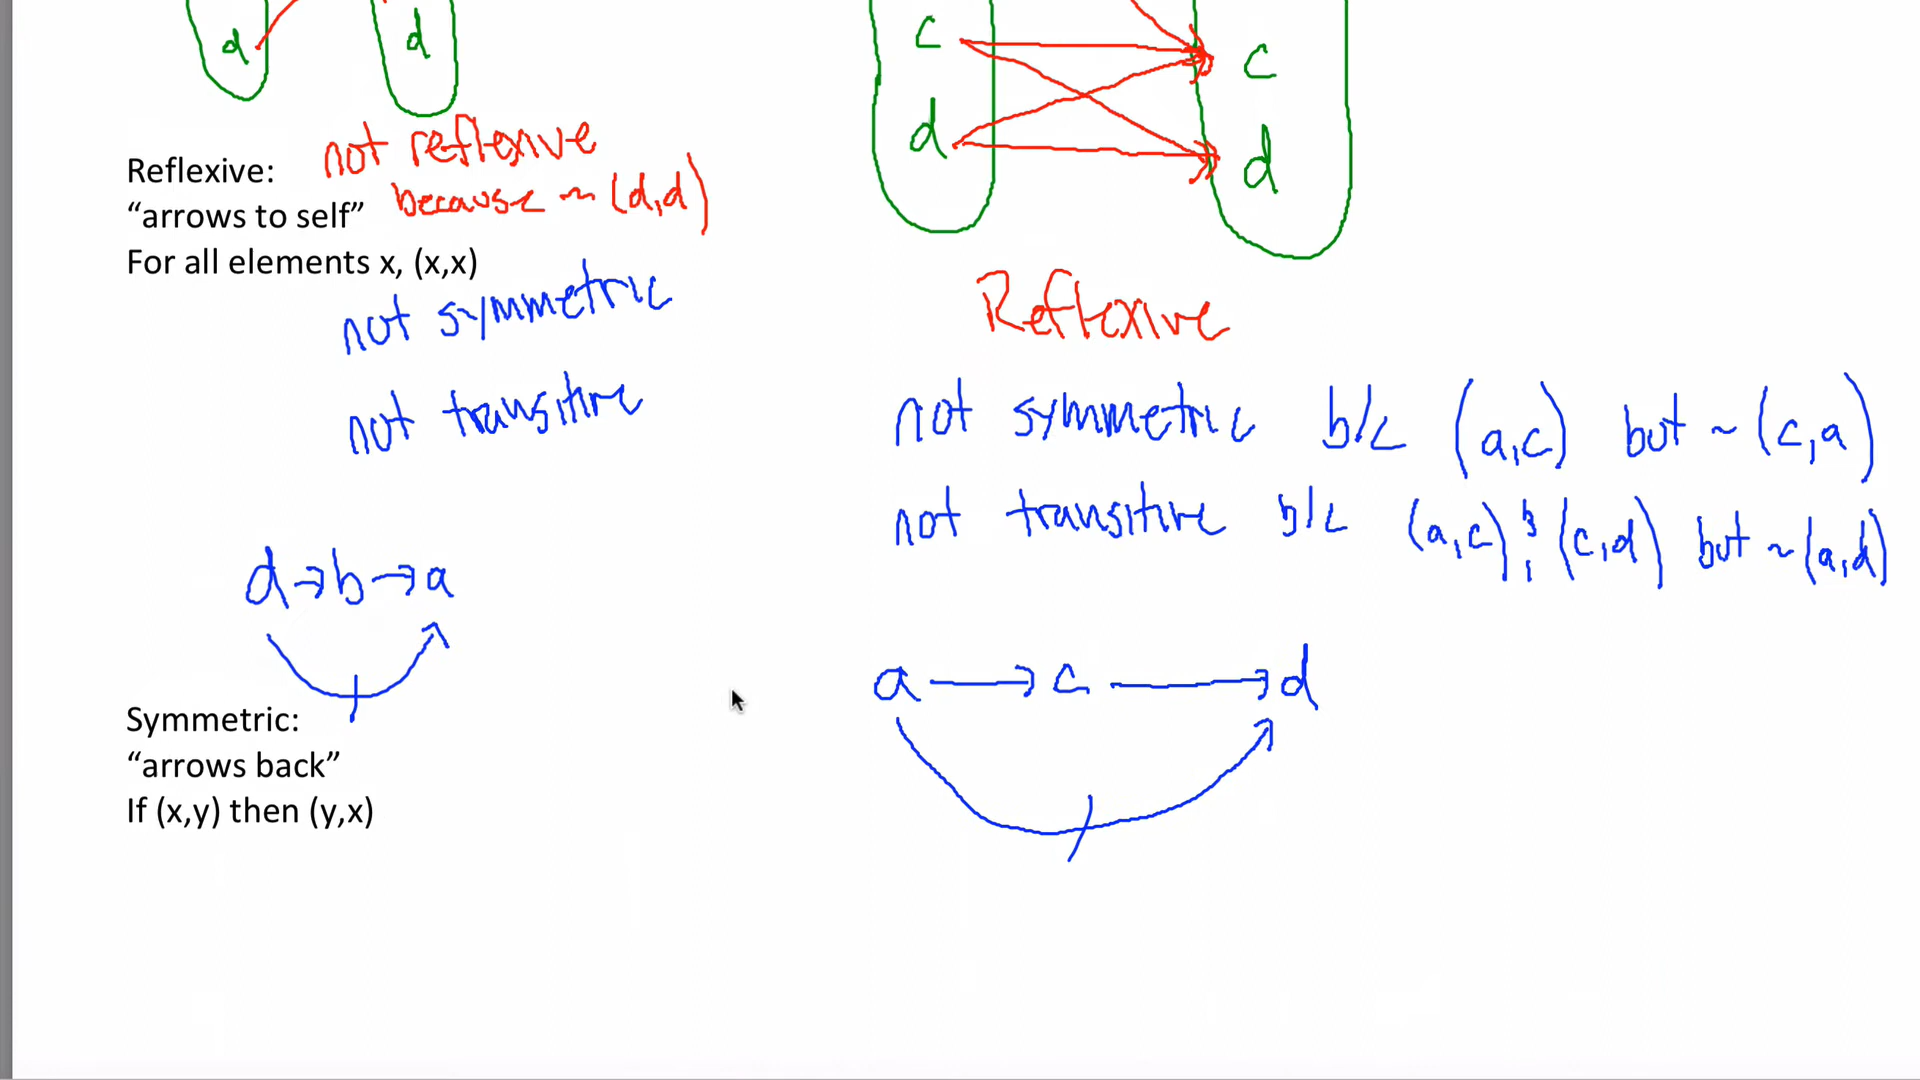 d d
c c
d d
not reflexive
Reflexive:
because ~ (d,d)
"arrows to self"
For all elements x, (x,x)
not symmetric
Reflexive
not transitive
not symmetric b/c (a,c) but ~ (c,a)
not transitive b/c (a,c) & (c,d) but ~(a,d)
d→b→a
a→c→d
Symmetric:
“arrows back”
If (x,y) then (y,x)